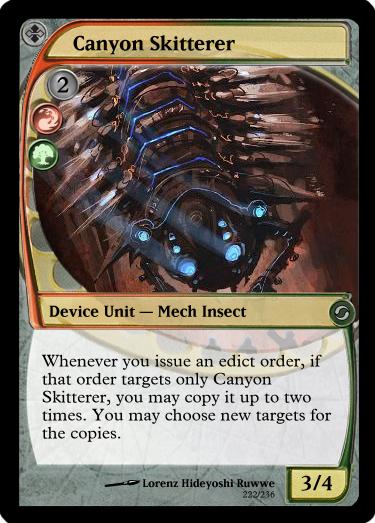 Canyon Skitterer
2
Device Unit — Mech Insect
Whenever you issue an edict order, if
that order targets only Canyon
Skitterer, you may copy it up to two
times. You may choose new targets for
the copies.
Lorenz Hideyoshi Ruwwe
222/236
3/4